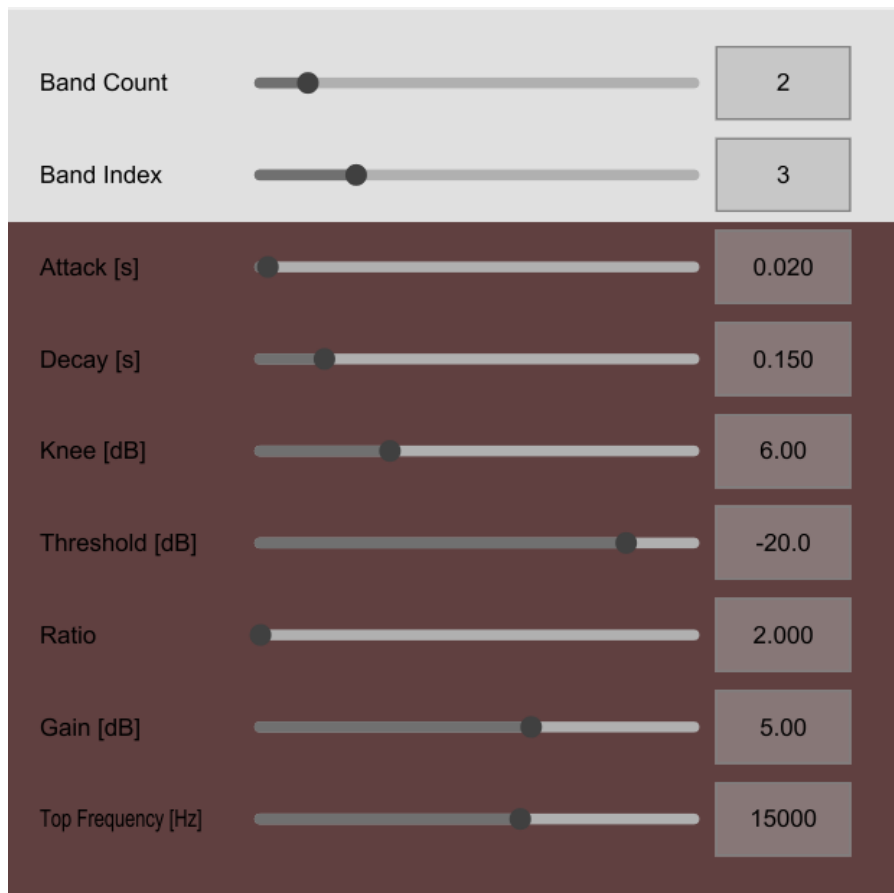 Band Count 2
Band Index 3
Attack [s] 0.020
Decay [s] 0.150
Knee [dB] 6.00
Threshold [dB] -20.0
Ratio 2.000
Gain [dB] 5.00
Top Frequency [Hz] 15000